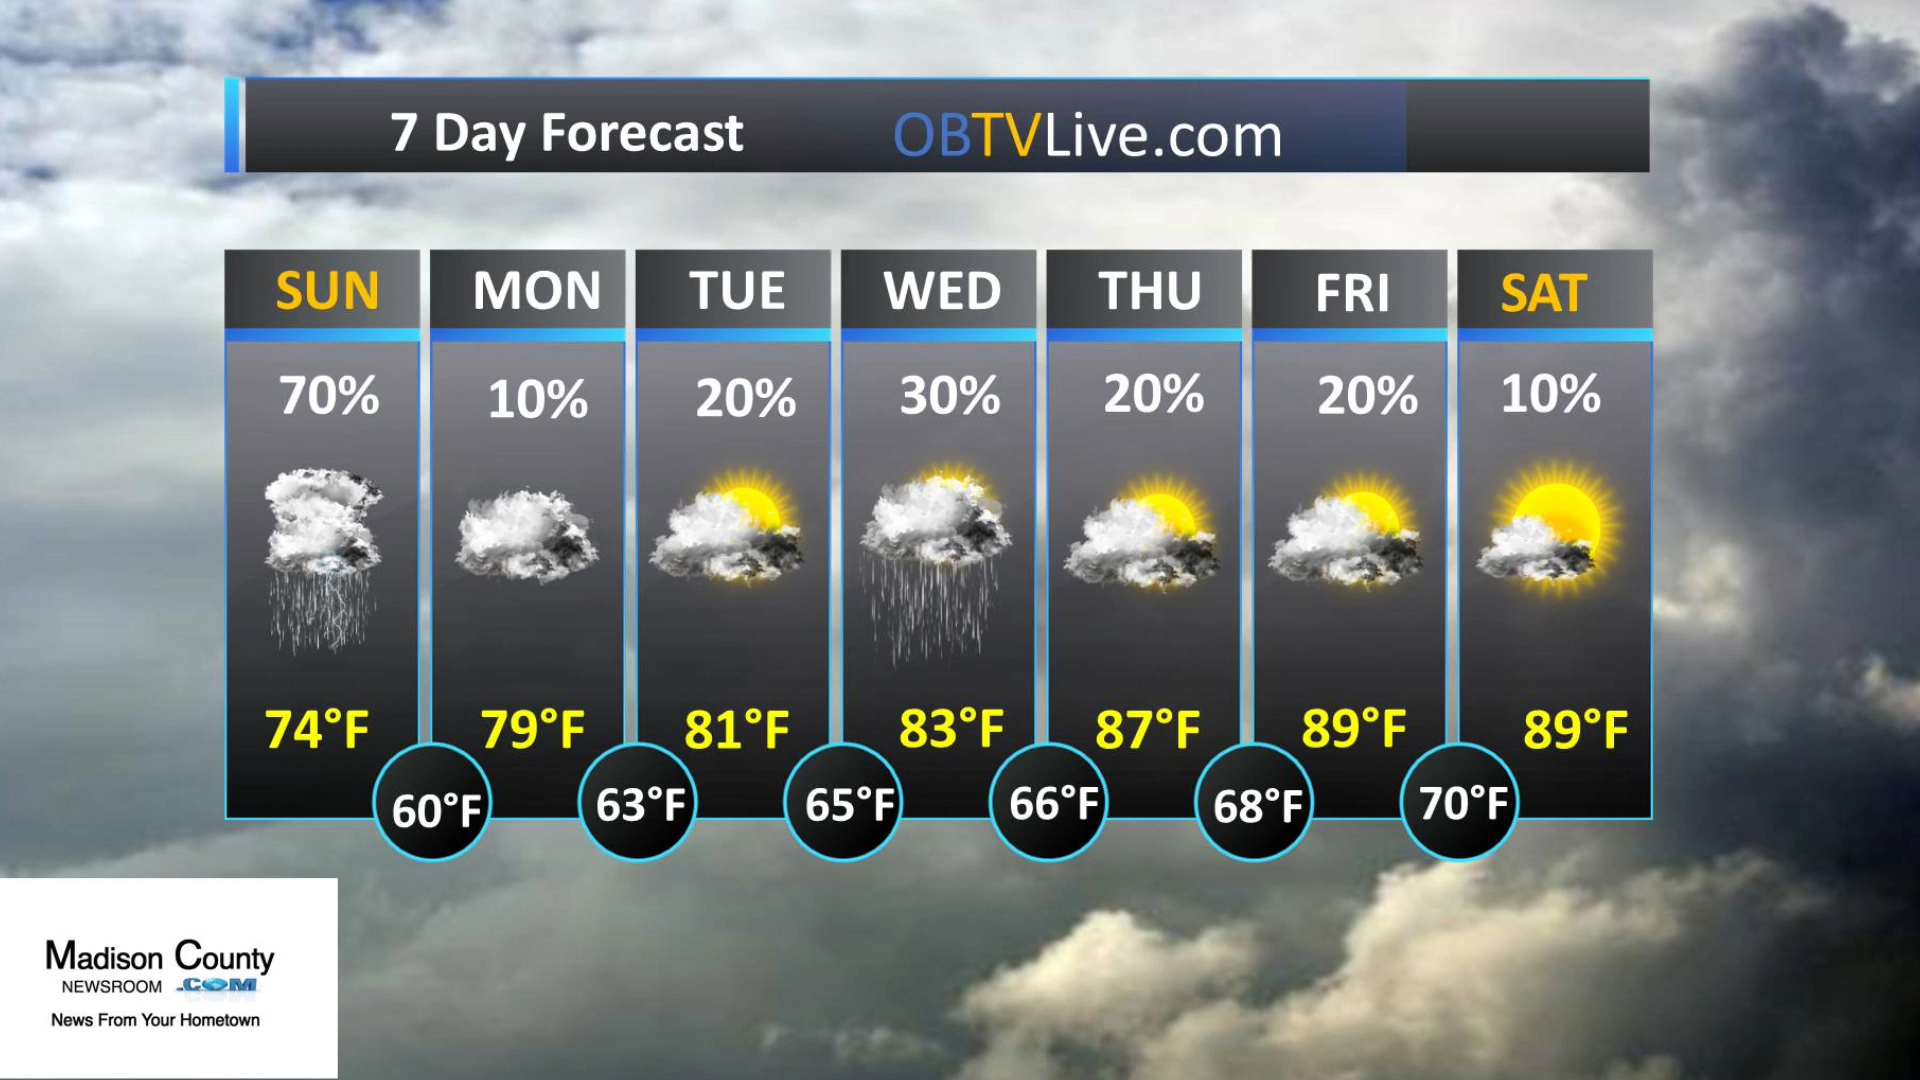 7 Day Forecast OBTVLive.com
SUN MON TUE WED THU FRI SAT
70% 10% 20% 30% 20% 20% 10%
74°F 79°F 81°F 83°F 87°F 89°F 89°F
60°F 63°F 65°F 66°F 68°F 70°F
Madison County
NEWSROOM .COM
News From Your Hometown